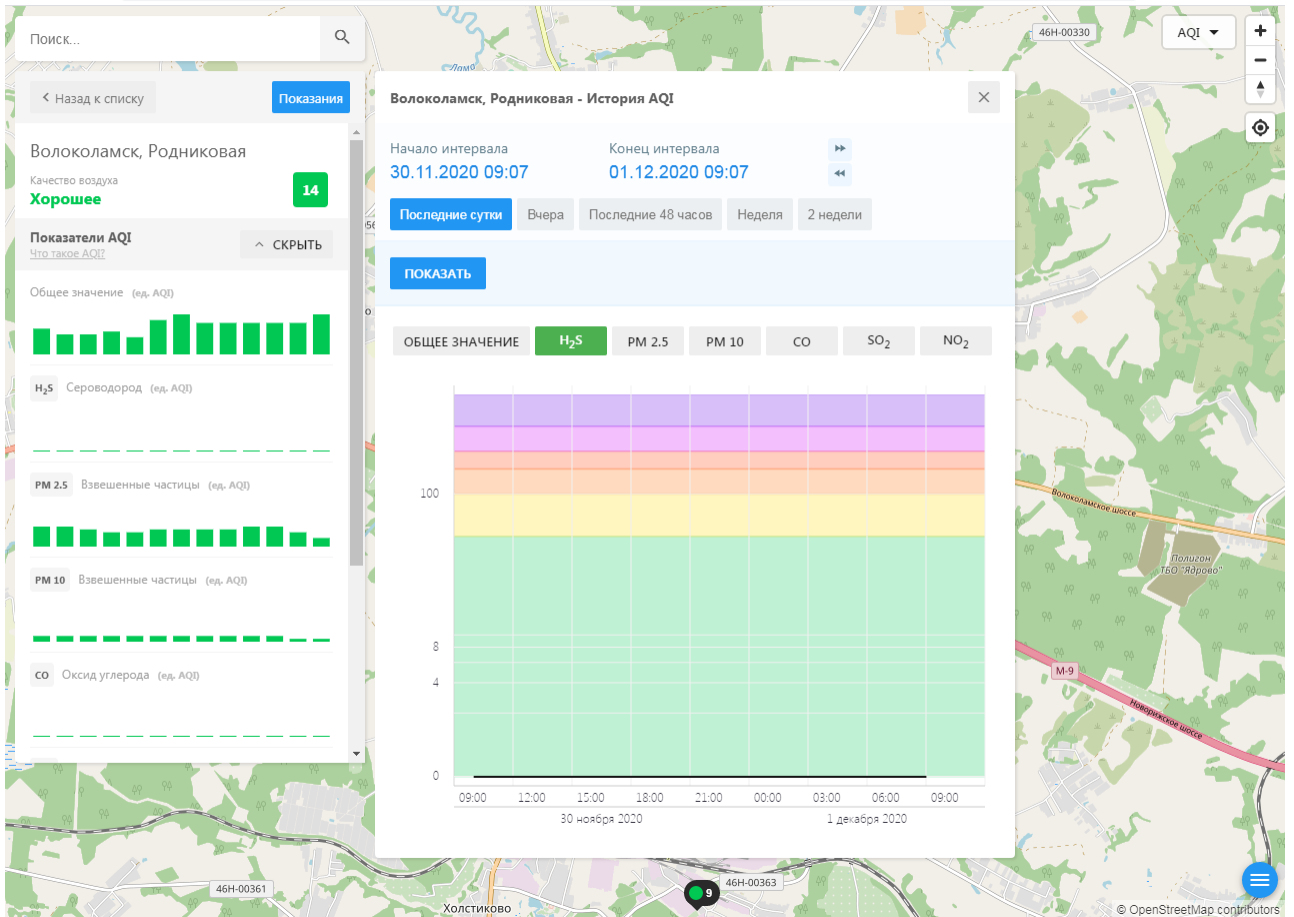 Поиск...
Назад к списку
Показания
Волоколамск, Родниковая
Качество воздуха
Хорошее
14
Показатели AQI
Что такое AQI?
СКРЫТЬ
Общее значение (ед. AQI)
H2S Сероводород (ед. AQI)
PM 2.5 Взвешенные частицы (ед. AQI)
PM 10 Взвешенные частицы (ед. AQI)
CO Оксид углерода (ед. AQI)
Волоколамск, Родниковая - История AQI
Начало интервала
30.11.2020 09:07
Конец интервала
01.12.2020 09:07
Последние сутки Вчера Последние 48 часов Неделя 2 недели
ПОКАЗАТЬ
ОБЩЕЕ ЗНАЧЕНИЕ H2S PM 2.5 PM 10 CO SO2 NO2
100
8
4
0
09:00 12:00 15:00 18:00 21:00 00:00 03:00 06:00 09:00
30 ноября 2020 1 декабря 2020
46Н-00330
AQI
Волоколамское шоссе
Полигон
ТБО "Ядрово"
М-9
Новорижское шоссе
46Н-00361
46Н-00363
9
Холстиково
© OpenStreetMap contributors